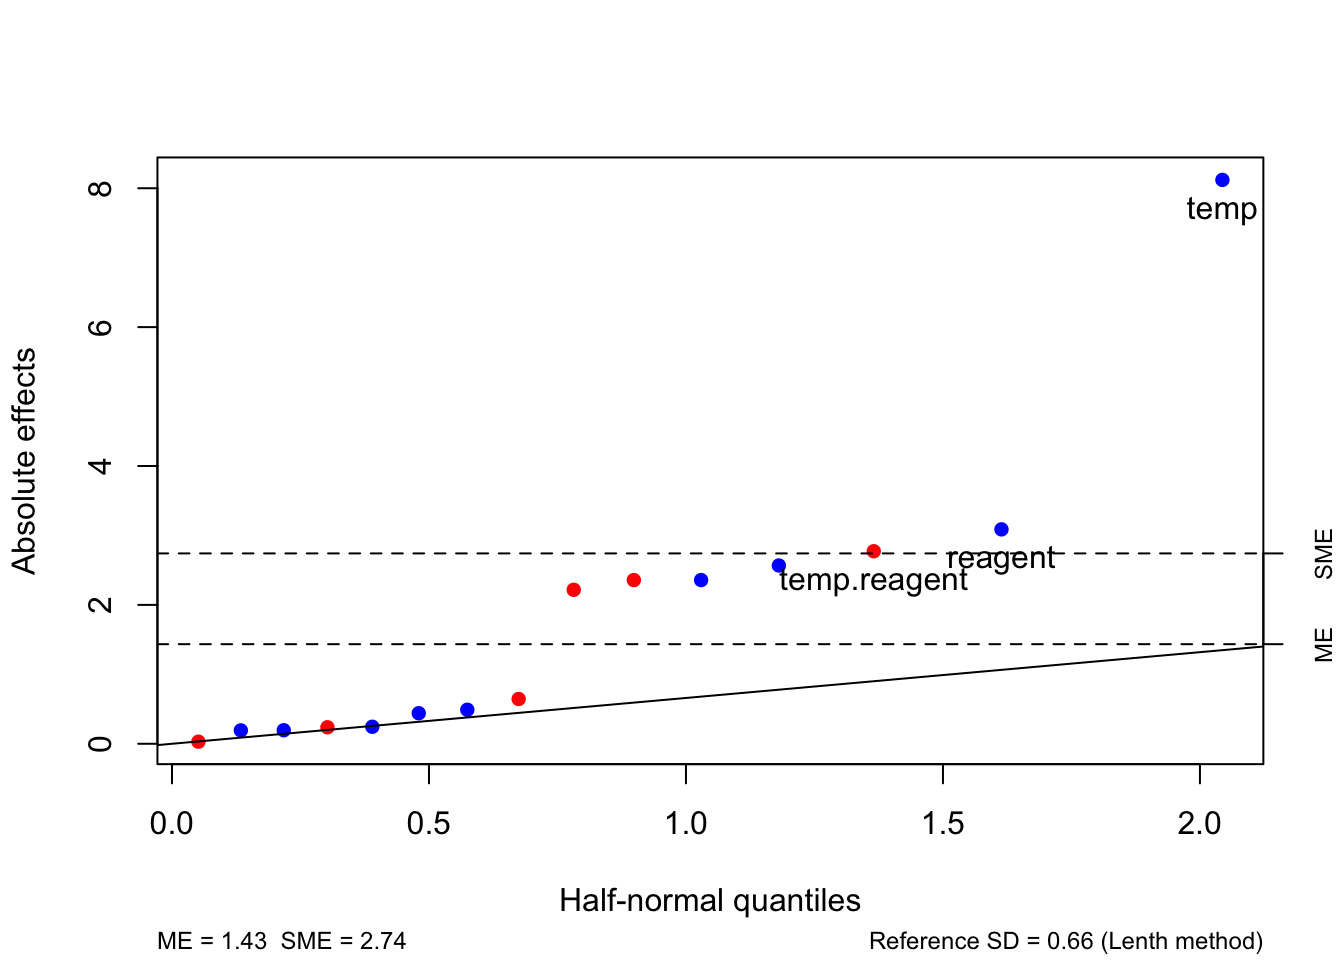 Absolute effects
8
6
4
2
0
temp
reagent
temp.reagent
SME
ME
0.0 0.5 1.0 1.5 2.0
Half-normal quantiles
ME = 1.43 SME = 2.74
Reference SD = 0.66 (Lenth method)